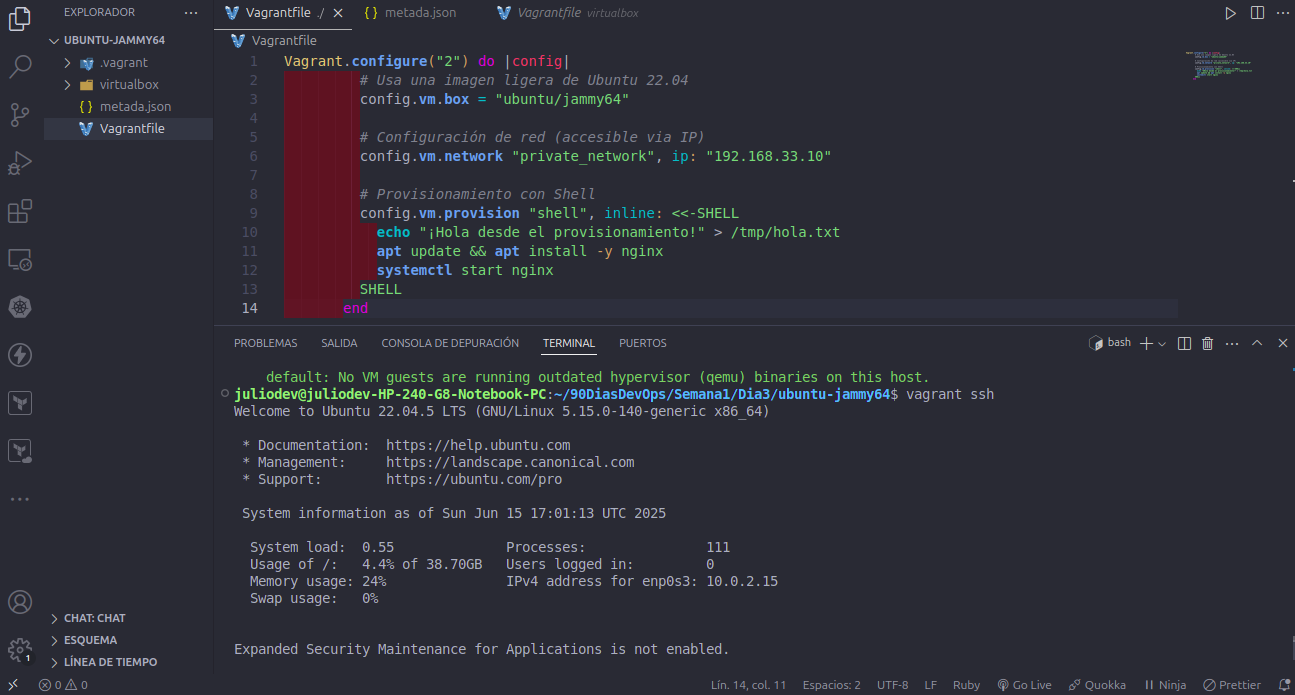 EXPLORADOR
UBUNTU-JAMMY64
.vagrant
virtualbox
{ } metada.json
Vagrantfile
CHAT: CHAT
ESQUEMA
LÍNEA DE TIEMPO
Vagrantfile ./ { } metada.json Vagrantfile virtualbox
Vagrantfile
1 Vagrant.configure("2") do |config|
2 # Usa una imagen ligera de Ubuntu 22.04
3 config.vm.box = "ubuntu/jammy64"
4
5 # Configuración de red (accesible via IP)
6 config.vm.network "private_network", ip: "192.168.33.10"
7
8 # Provisionamiento con Shell
9 config.vm.provision "shell", inline: <<-SHELL
10 echo "¡Hola desde el provisionamiento!" > /tmp/hola.txt
11 apt update && apt install -y nginx
12 systemctl start nginx
13 SHELL
14 end
PROBLEMAS SALIDA CONSOLA DE DEPURACIÓN TERMINAL PUERTOS bash
default: No VM guests are running outdated hypervisor (qemu) binaries on this host.
juliodev@juliodev-HP-240-G8-Notebook-PC:~/90DiasDevOps/Semana1/Dia3/ubuntu-jammy64$ vagrant ssh
Welcome to Ubuntu 22.04.5 LTS (GNU/Linux 5.15.0-140-generic x86_64)
* Documentation: https://help.ubuntu.com
* Management: https://landscape.canonical.com
* Support: https://ubuntu.com/pro
System information as of Sun Jun 15 17:01:13 UTC 2025
System load: 0.55 Processes: 111
Usage of /: 4.4% of 38.70GB Users logged in: 0
Memory usage: 24% IPv4 address for enp0s3: 10.0.2.15
Swap usage: 0%
Expanded Security Maintenance for Applications is not enabled.
1
0 0 Lín. 14, col. 11 Espacios: 2 UTF-8 LF Ruby Go Live Quokka Ninja Prettier